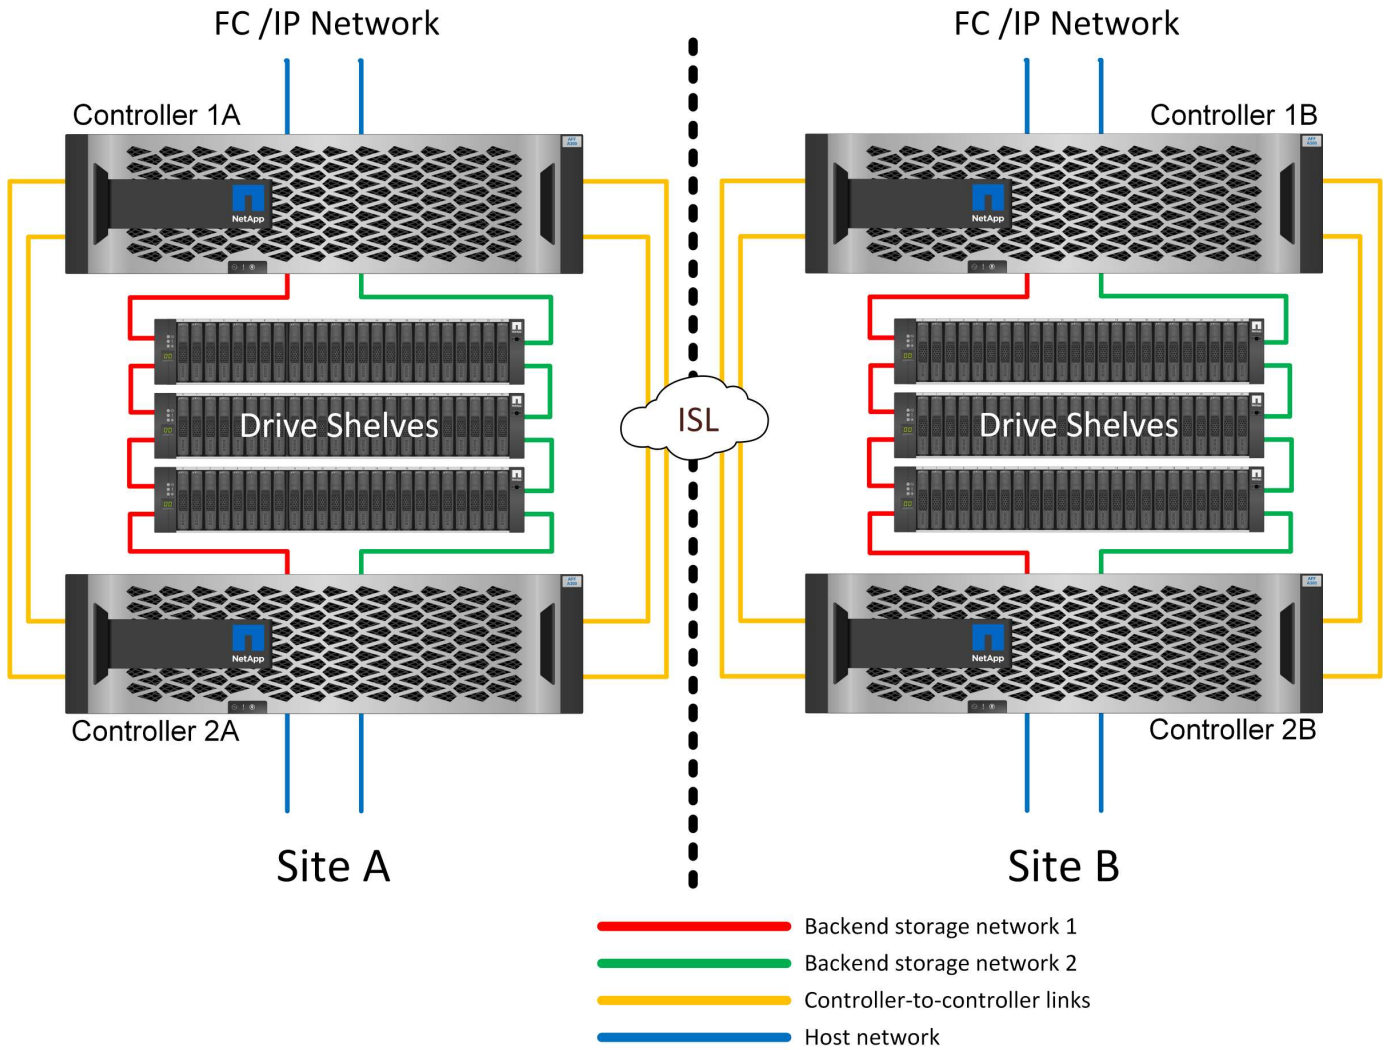 FC /IP Network
FC /IP Network
Controller 1A
Controller 1B
NetApp
NetApp
Drive Shelves
ISL
Drive Shelves
NetApp
NetApp
Controller 2A
Controller 2B
Site A
Site B
Backend storage network 1
Backend storage network 2
Controller-to-controller links
Host network